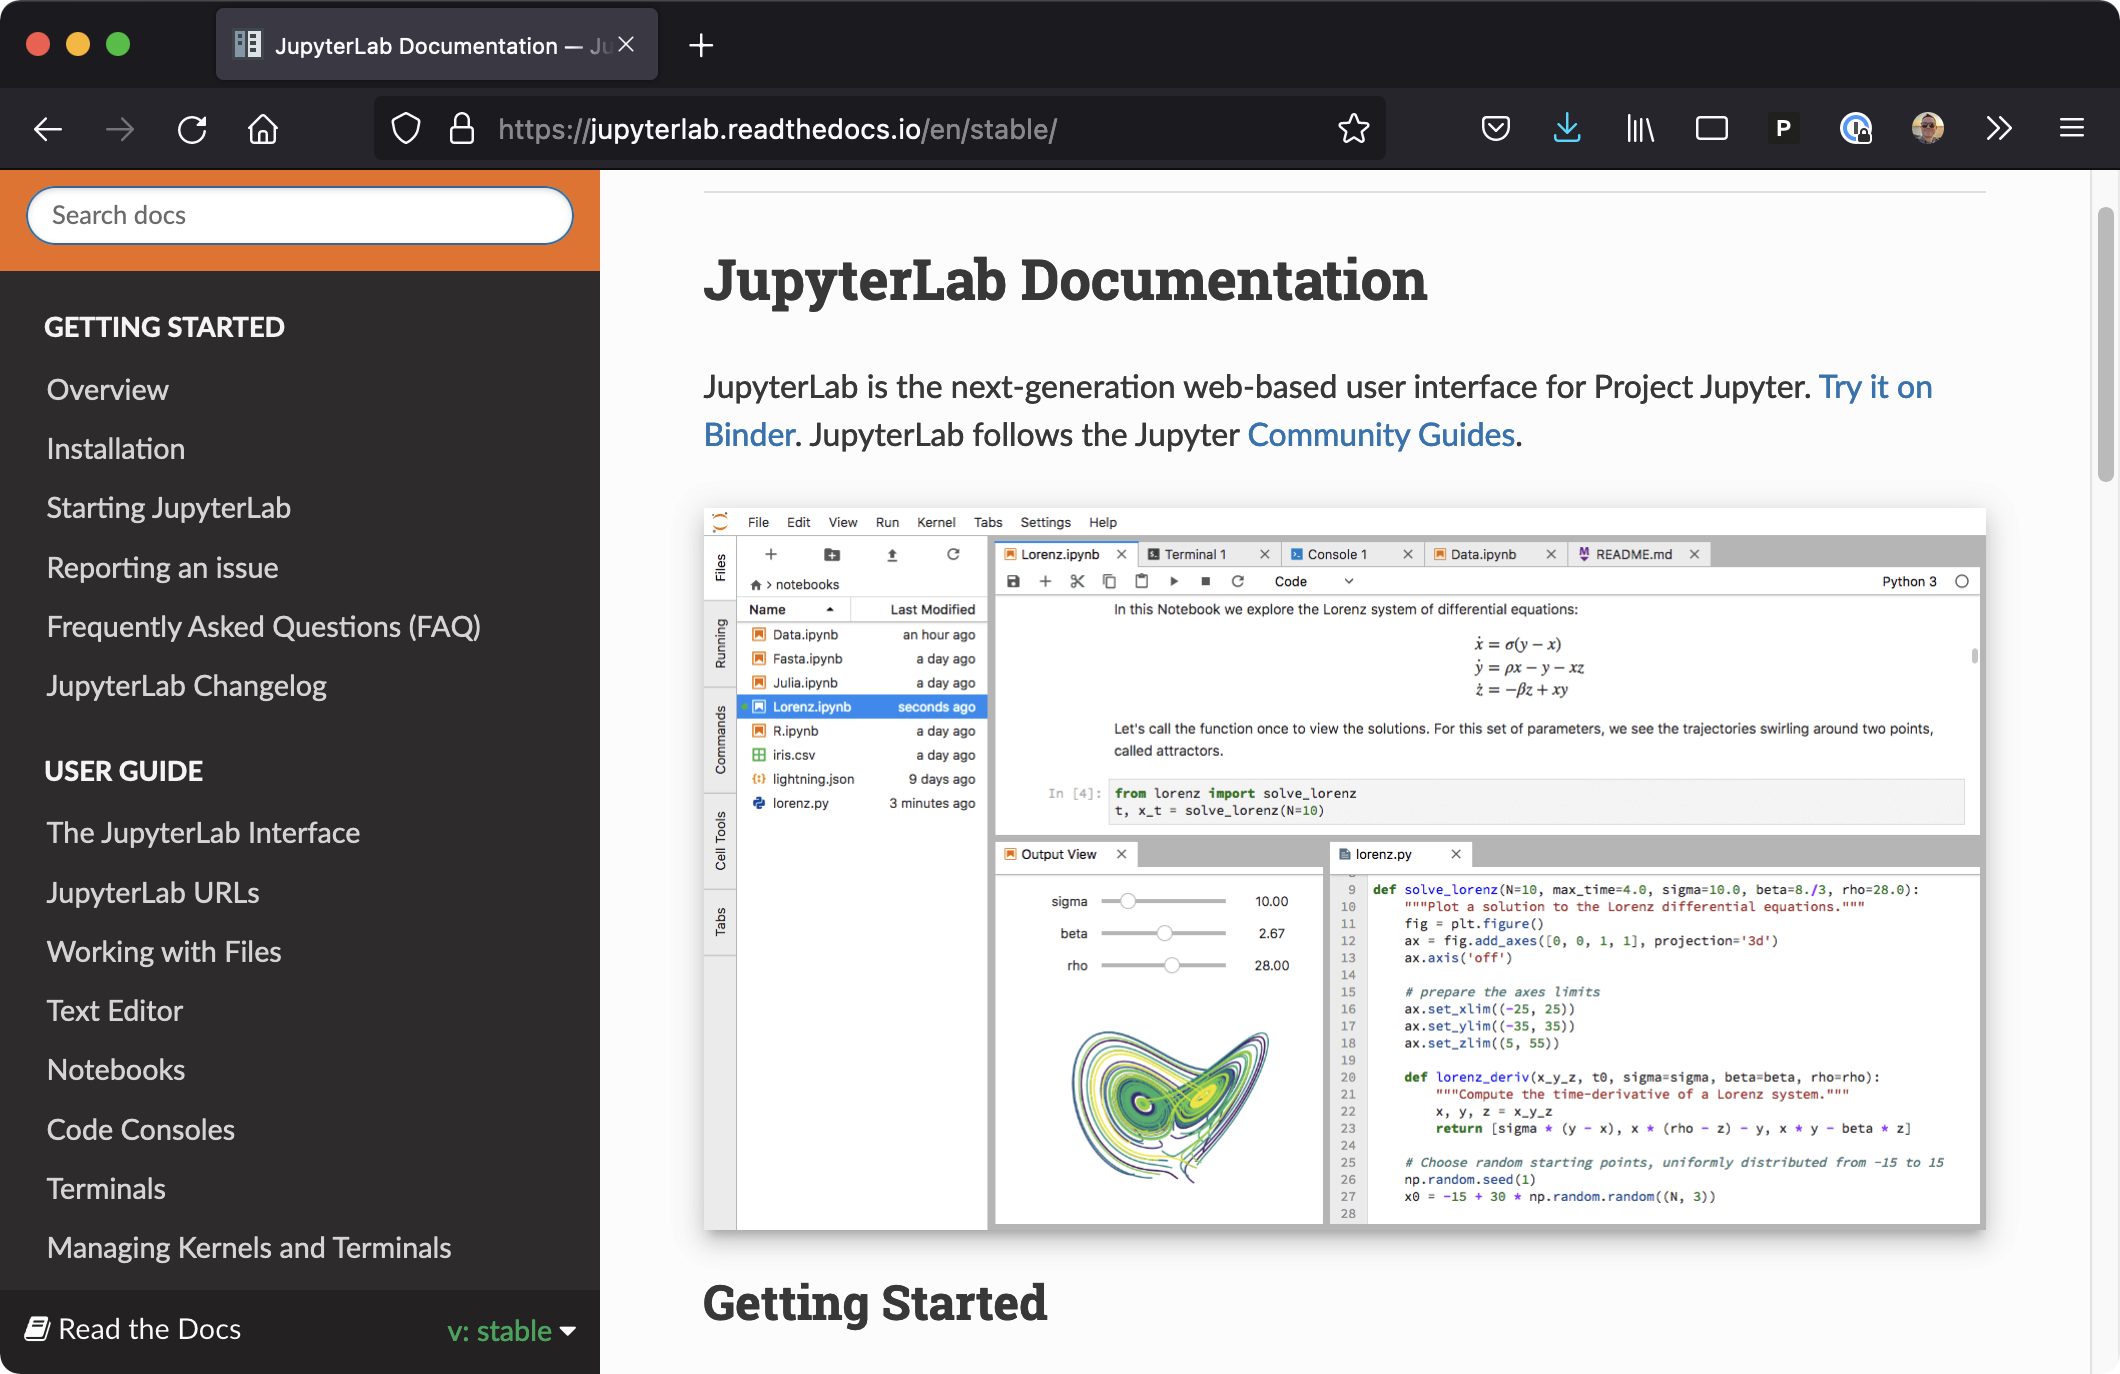 JupyterLab Documentation — Ju
https://jupyterlab.readthedocs.io/en/stable/
P
Search docs
GETTING STARTED
Overview
Installation
Starting JupyterLab
Reporting an issue
Frequently Asked Questions (FAQ)
JupyterLab Changelog
USER GUIDE
The JupyterLab Interface
JupyterLab URLs
Working with Files
Text Editor
Notebooks
Code Consoles
Terminals
Managing Kernels and Terminals
Read the Docs
v: stable
JupyterLab Documentation
JupyterLab is the next-generation web-based user interface for Project Jupyter. Try it on
Binder. JupyterLab follows the Jupyter Community Guides.
File Edit View Run Kernel Tabs Settings Help
Files
Running
Commands
Cell Tools
Tabs
> notebooks
Name Last Modified
Data.ipynb an hour ago
Fasta.ipynb a day ago
Julia.ipynb a day ago
Lorenz.ipynb seconds ago
R.ipynb a day ago
iris.csv a day ago
lightning.json 9 days ago
lorenz.py 3 minutes ago
Lorenz.ipynb Terminal 1 Console 1 Data.ipynb README.md
Code Python 3
In this Notebook we explore the Lorenz system of differential equations:
ẋ = σ(y − x)
ẏ = ρx − y − xz
ż = −βz + xy
Let's call the function once to view the solutions. For this set of parameters, we see the trajectories swirling around two points,
called attractors.
In [4]: from lorenz import solve_lorenz
t, x_t = solve_lorenz(N=10)
Output View
sigma 10.00
beta 2.67
rho 28.00
lorenz.py
9 def solve_lorenz(N=10, max_time=4.0, sigma=10.0, beta=8./3, rho=28.0):
10 """Plot a solution to the Lorenz differential equations."""
11 fig = plt.figure()
12 ax = fig.add_axes([0, 0, 1, 1], projection='3d')
13 ax.axis('off')
14
15 # prepare the axes limits
16 ax.set_xlim((-25, 25))
17 ax.set_ylim((-35, 35))
18 ax.set_zlim((5, 55))
19
20 def lorenz_deriv(x_y_z, t0, sigma=sigma, beta=beta, rho=rho):
21 """Compute the time-derivative of a Lorenz system."""
22 x, y, z = x_y_z
23 return [sigma * (y - x), x * (rho - z) - y, x * y - beta * z]
24
25 # Choose random starting points, uniformly distributed from -15 to 15
26 np.random.seed(1)
27 x0 = -15 + 30 * np.random.random((N, 3))
28
Getting Started